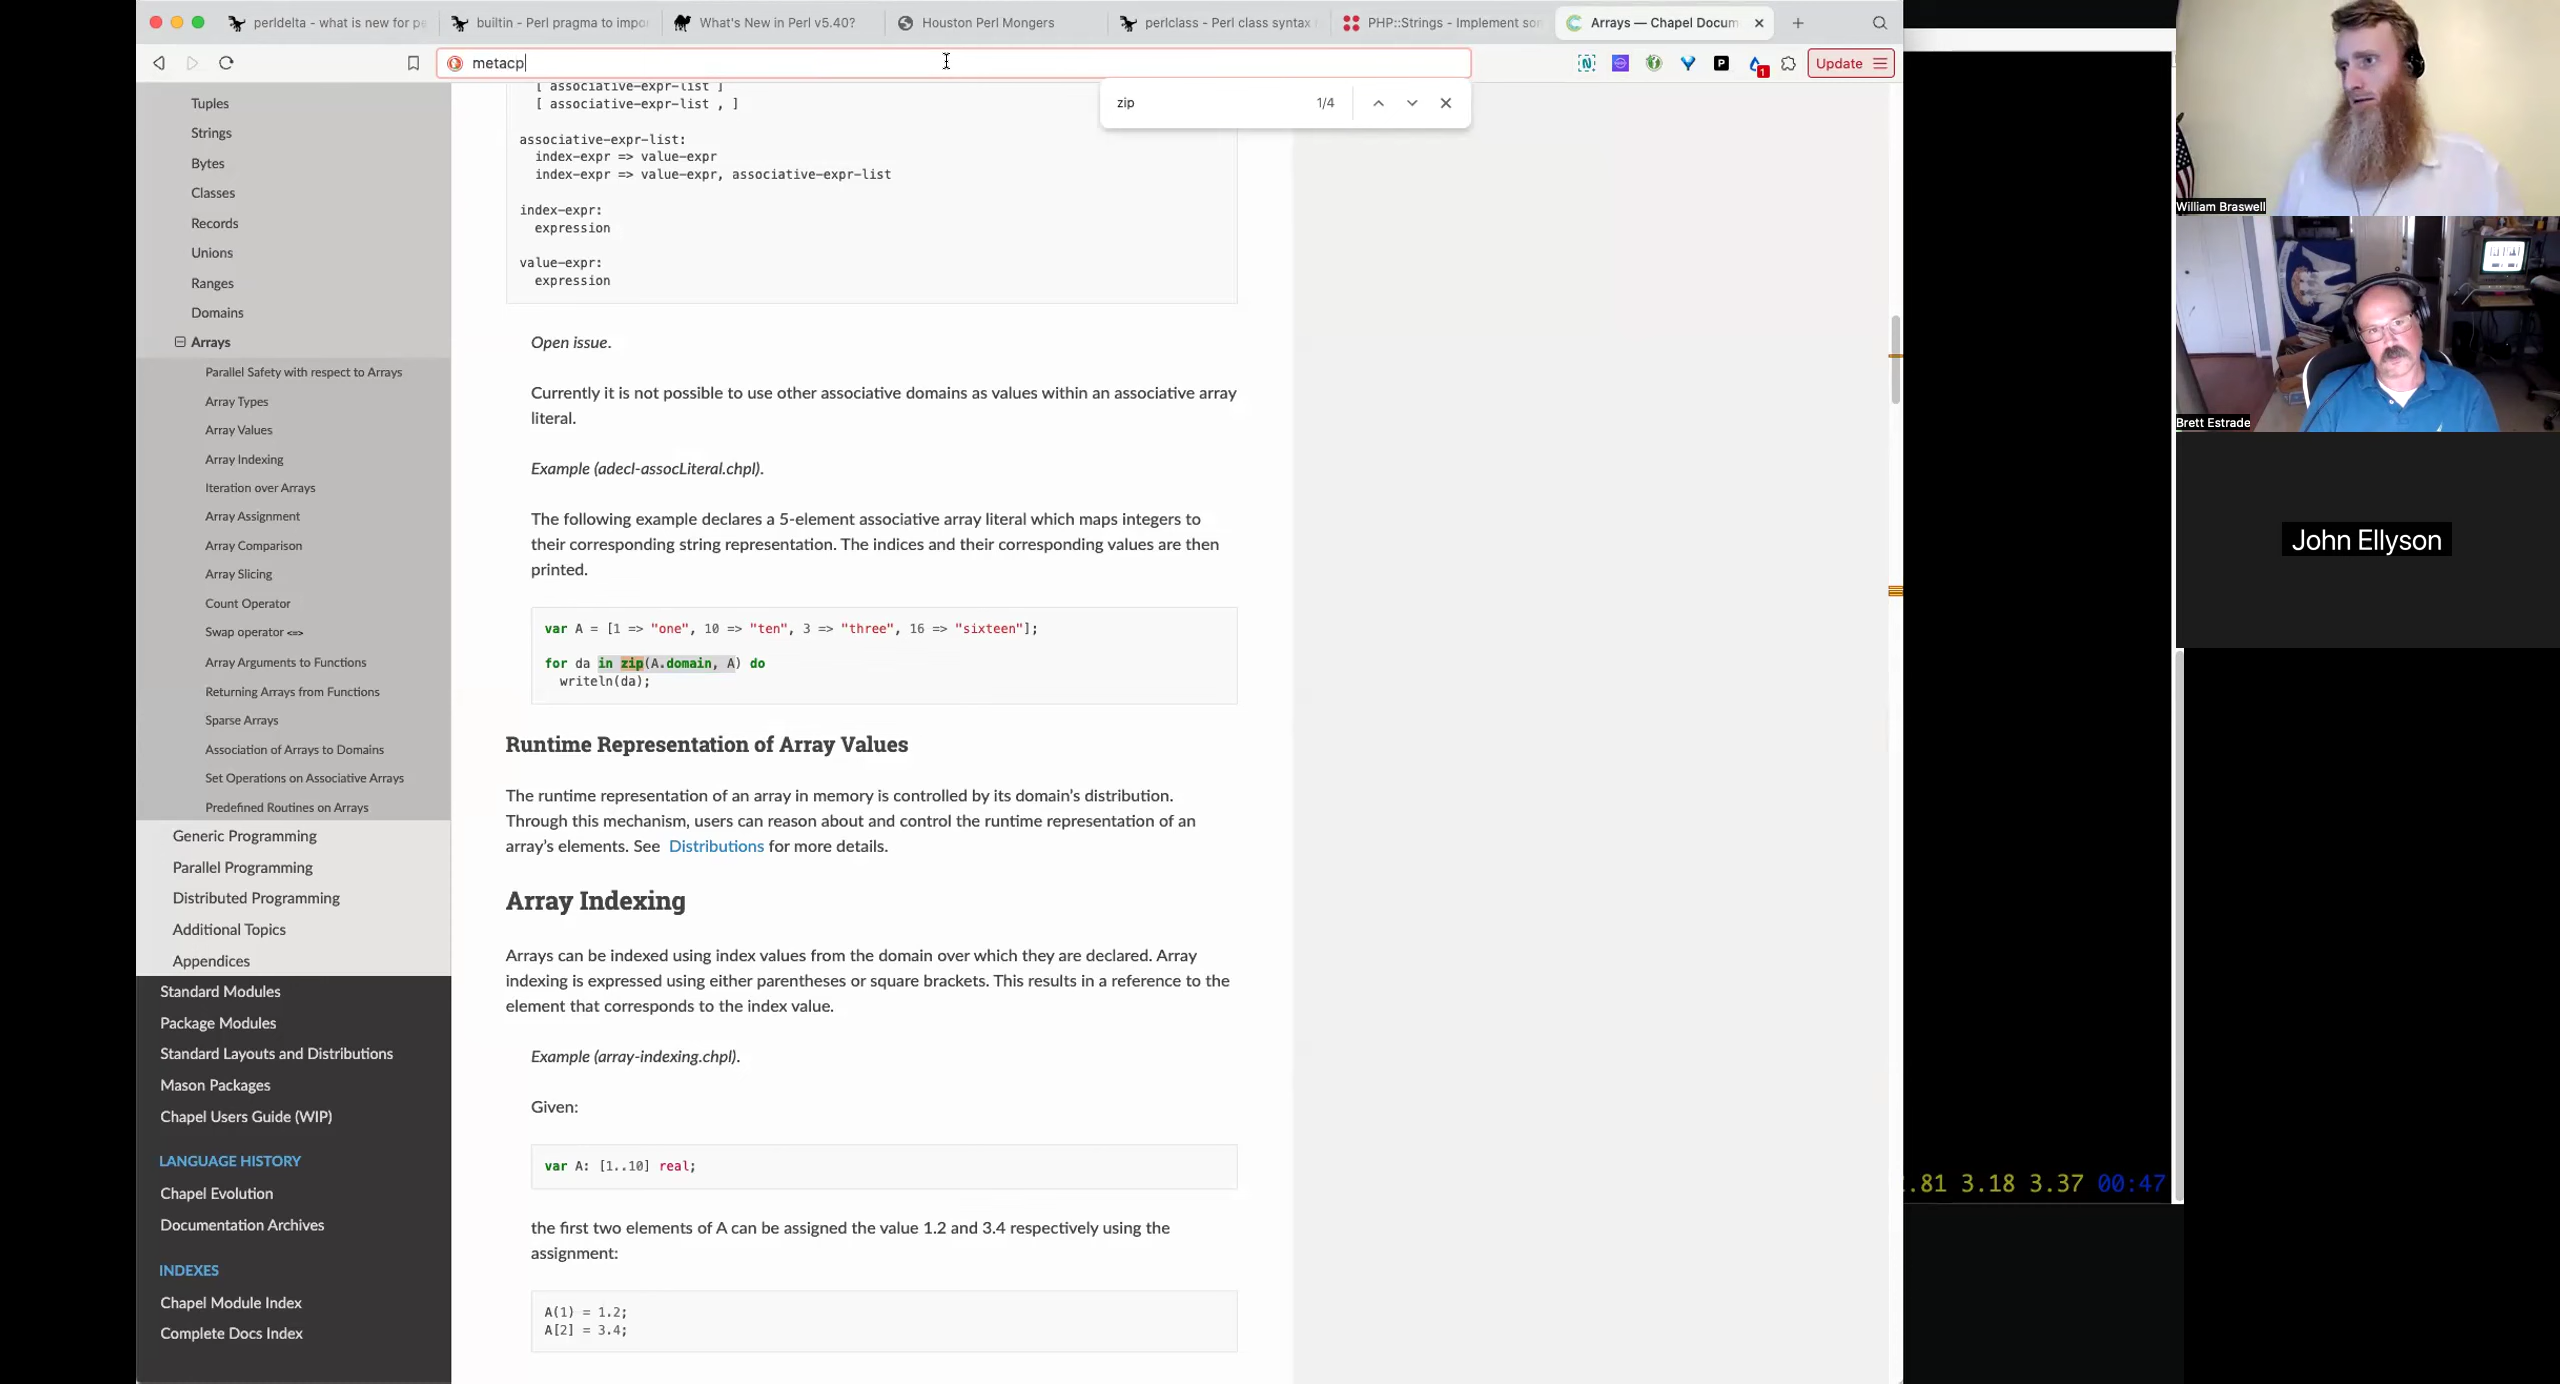 perldelta - what is new for pe
builtin - Perl pragma to impo
What's New in Perl v5.40?
Houston Perl Mongers
perlclass - Perl class syntax
PHP::Strings - Implement son
Arrays — Chapel Docum
metacp
Update
1
zip
1/4
Tuples
Strings
Bytes
Classes
Records
Unions
Ranges
Domains
Arrays
Parallel Safety with respect to Arrays
Array Types
Array Values
Array Indexing
Iteration over Arrays
Array Assignment
Array Comparison
Array Slicing
Count Operator
Swap operator <=>
Array Arguments to Functions
Returning Arrays from Functions
Sparse Arrays
Association of Arrays to Domains
Set Operations on Associative Arrays
Predefined Routines on Arrays
Generic Programming
Parallel Programming
Distributed Programming
Additional Topics
Appendices
Standard Modules
Package Modules
Standard Layouts and Distributions
Mason Packages
Chapel Users Guide (WIP)
LANGUAGE HISTORY
Chapel Evolution
Documentation Archives
INDEXES
Chapel Module Index
Complete Docs Index
[ associative-expr-list ]
[ associative-expr-list , ]
associative-expr-list:
index-expr => value-expr
index-expr => value-expr, associative-expr-list
index-expr:
expression
value-expr:
expression
Open issue.
Currently it is not possible to use other associative domains as values within an associative array
literal.
Example (adecl-assocLiteral.chpl).
The following example declares a 5-element associative array literal which maps integers to
their corresponding string representation. The indices and their corresponding values are then
printed.
var A = [1 => "one", 10 => "ten", 3 => "three", 16 => "sixteen"];
for da in zip(A.domain, A) do
writeln(da);
Runtime Representation of Array Values
The runtime representation of an array in memory is controlled by its domain’s distribution.
Through this mechanism, users can reason about and control the runtime representation of an
array’s elements. See Distributions for more details.
Array Indexing
Arrays can be indexed using index values from the domain over which they are declared. Array
indexing is expressed using either parentheses or square brackets. This results in a reference to the
element that corresponds to the index value.
Example (array-indexing.chpl).
Given:
var A: [1..10] real;
the first two elements of A can be assigned the value 1.2 and 3.4 respectively using the
assignment:
A(1) = 1.2;
A[2] = 3.4;
William Braswell
Brett Estrade
John Ellyson
.81 3.18 3.37 00:47